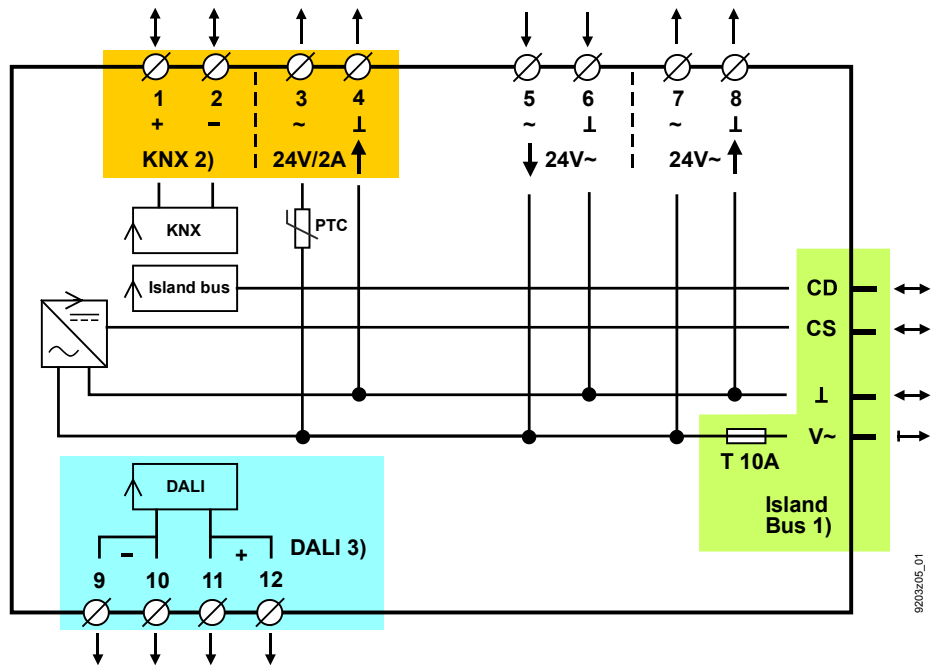 1 2 3 4 5 6 7 8
+ − ~ ⊥ ~ ⊥ ~ ⊥
KNX 2) 24V/2A 24V~ 24V~
KNX
PTC
Island bus
CD
CS
⊥
V~
T 10A
Island
Bus 1)
DALI
DALI 3)
− +
9 10 11 12
9203z05_01